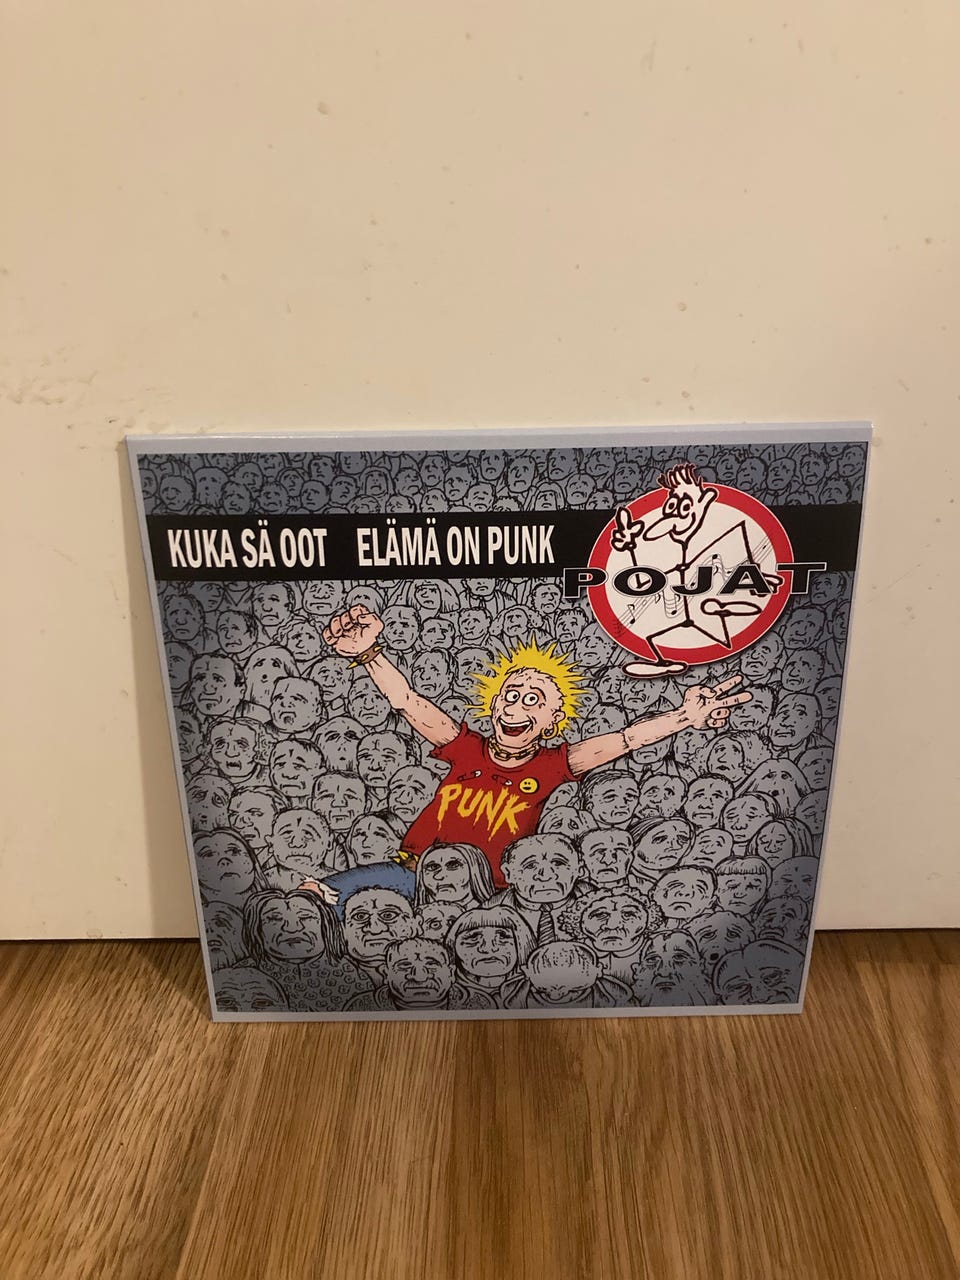 KUKA SÄ OOT ELÄMÄ ON PUNK
POJAT
PUNK